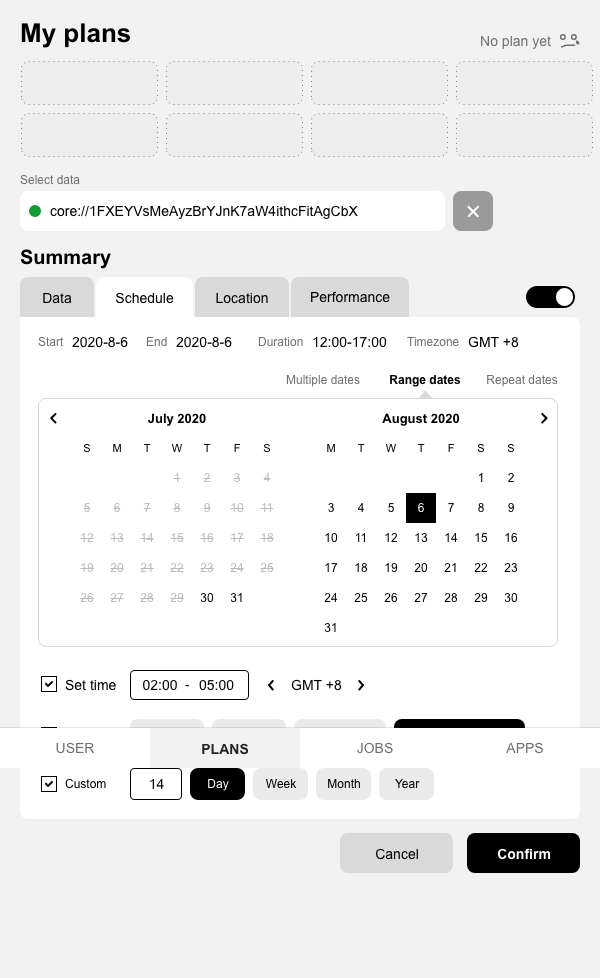 My plans
No plan yet
Select data
core://1FXEYVsMeAyzBrYJnK7aW4ithcFitAgCbX
Summary
Data Schedule Location Performance
Start 2020-8-6 End 2020-8-6 Duration 12:00-17:00 Timezone GMT +8
Multiple dates Range dates Repeat dates
July 2020 August 2020
S M T W T F S M T W T F S S
1 2 3 4 1 2
5 6 7 8 9 10 11 3 4 5 6 7 8 9
12 13 14 15 16 17 18 10 11 12 13 14 15 16
19 20 21 22 23 24 25 17 18 19 20 21 22 23
26 27 28 29 30 31 24 25 26 27 28 29 30
31
Set time 02:00 - 05:00 GMT +8
USER PLANS JOBS APPS
Custom 14 Day Week Month Year
Cancel Confirm